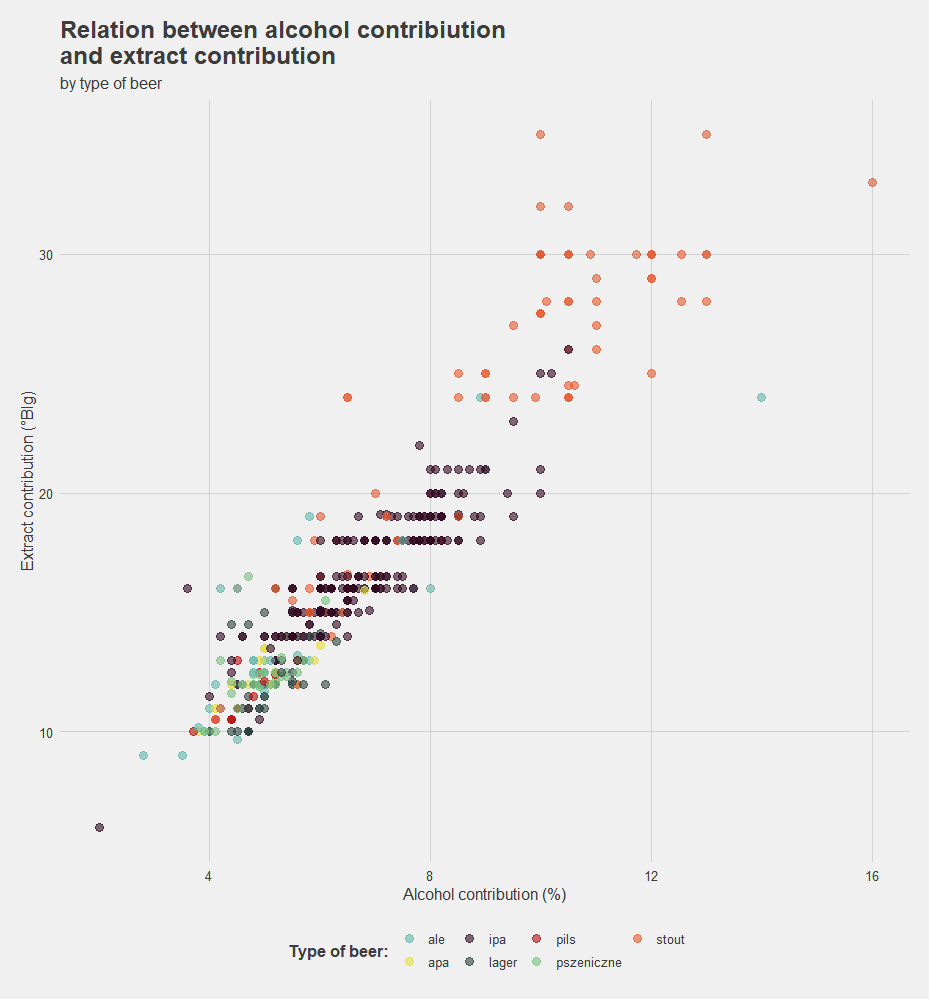 Relation between alcohol contribiution
and extract contribution
by type of beer
Extract contribution (°Blg)
30
20
10
4 8 12 16
Alcohol contribution (%)
Type of beer:
ale ipa pils stout
apa lager pszeniczne